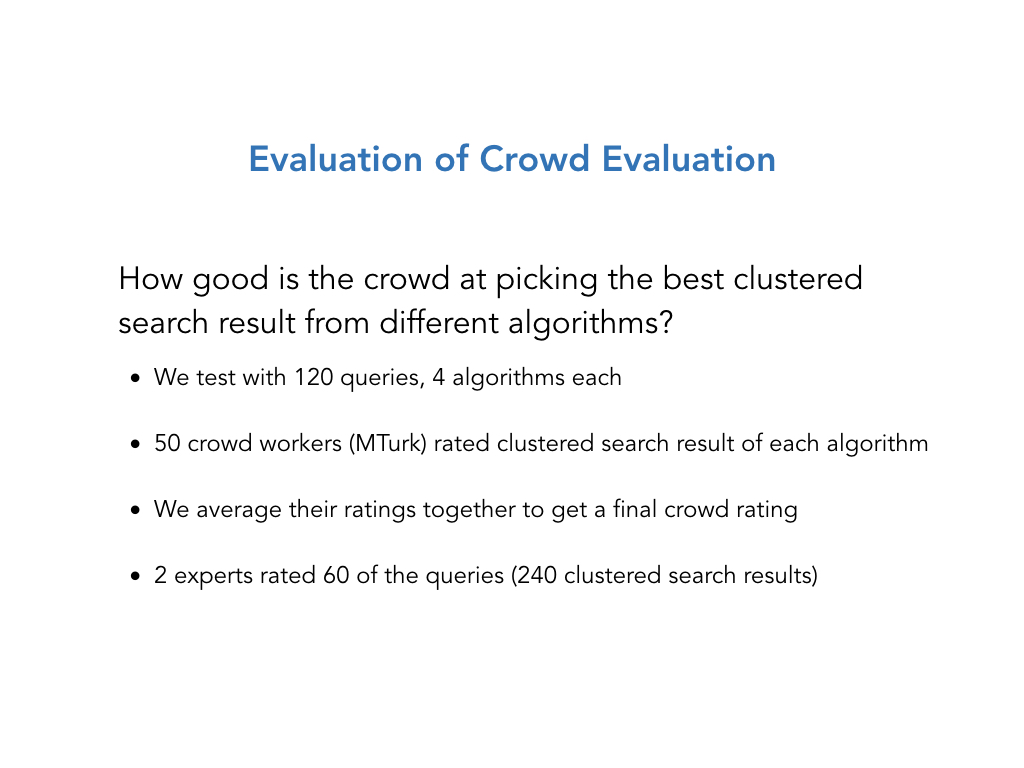 Evaluation of Crowd Evaluation
How good is the crowd at picking the best clustered
search result from different algorithms?
• We test with 120 queries, 4 algorithms each
• 50 crowd workers (MTurk) rated clustered search result of each algorithm
• We average their ratings together to get a final crowd rating
• 2 experts rated 60 of the queries (240 clustered search results)